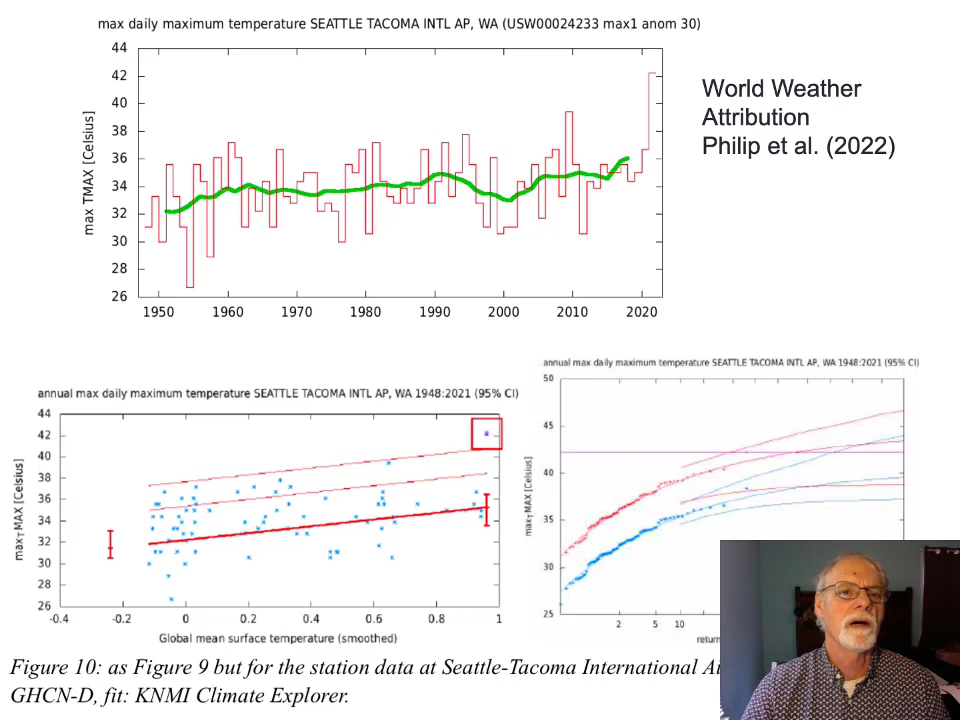 max daily maximum temperature SEATTLE TACOMA INTL AP, WA (USW00024233 max1 anom 30)
44
42
40
38
36
34
32
30
28
26
max TMAX [Celsius]
1950 1960 1970 1980 1990 2000 2010 2020
World Weather
Attribution
Philip et al. (2022)
annual max daily maximum temperature SEATTLE TACOMA INTL AP, WA 1948:2021 (95% CI)
44
42
40
38
36
34
32
30
28
26
maxTMAX [Celsius]
-0.4 -0.2 0 0.2 0.4 0.6 0.8 1
Global mean surface temperature (smoothed)
annual max daily maximum temperature SEATTLE TACOMA INTL AP, WA 1948:2021 (95% CI)
50
45
40
35
30
25
maxTMAX [Celsius]
2 5 10
return
Figure 10: as Figure 9 but for the station data at Seattle-Tacoma International Ai
GHCN-D, fit: KNMI Climate Explorer.